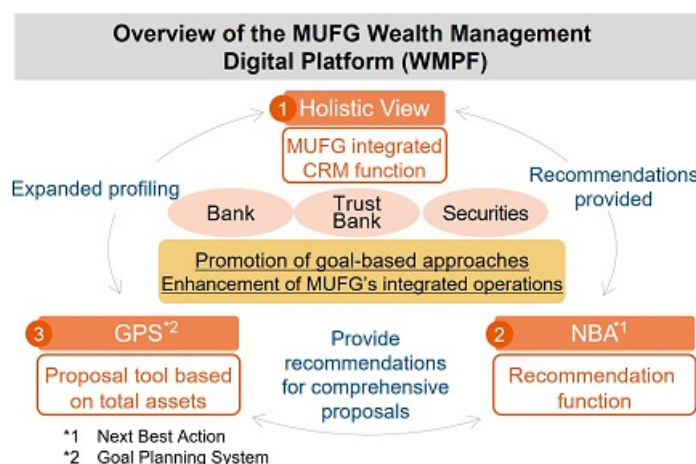 Overview of the MUFG Wealth Management
Digital Platform (WMPF)
1 Holistic View
MUFG integrated
CRM function
Expanded profiling
Recommendations
provided
Bank
Trust
Bank
Securities
Promotion of goal-based approaches
Enhancement of MUFG's integrated operations
3 GPS*2
Proposal tool based
on total assets
Provide
recommendations
for comprehensive
proposals
2 NBA*1
Recommendation
function
*1 Next Best Action
*2 Goal Planning System